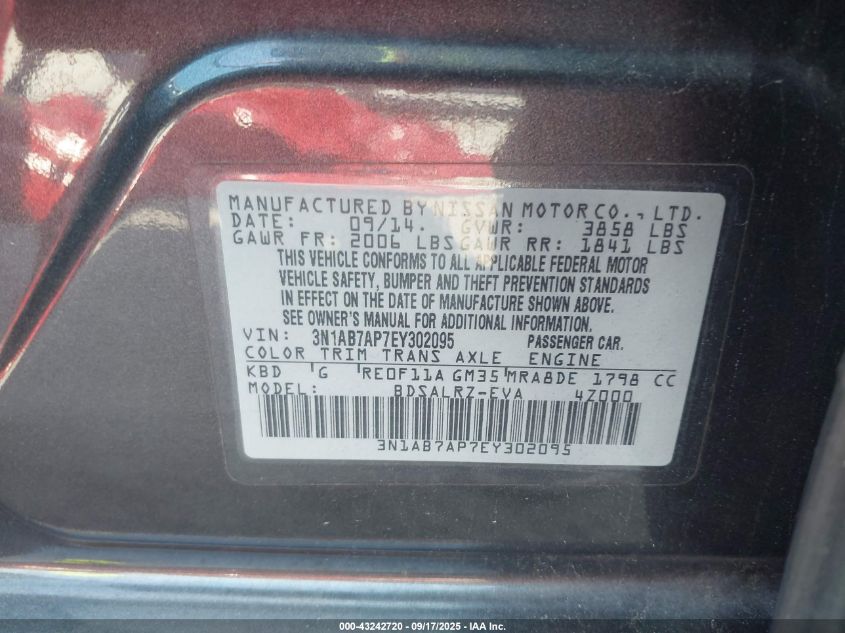 MANUFACTURED BY NISSAN MOTOR CO., LTD.
DATE: 09/14. GVWR: 3858 LBS
GAWR FR: 2006 LBS GAWR RR: 1841 LBS
THIS VEHICLE CONFORMS TO ALL APPLICABLE FEDERAL MOTOR
VEHICLE SAFETY, BUMPER AND THEFT PREVENTION STANDARDS
IN EFFECT ON THE DATE OF MANUFACTURE SHOWN ABOVE.
SEE OWNER'S MANUAL FOR ADDITIONAL INFORMATION.
VIN: 3N1AB7AP7EY302095 PASSENGER CAR.
COLOR TRIM TRANS AXLE ENGINE
KBD G RE0F11A GM35 MRA8DE 1798 CC
MODEL: BDSALRZ-EVA 4Z000
3N1AB7AP7EY302095
000-43242720 - 09/17/2025 - IAA Inc.